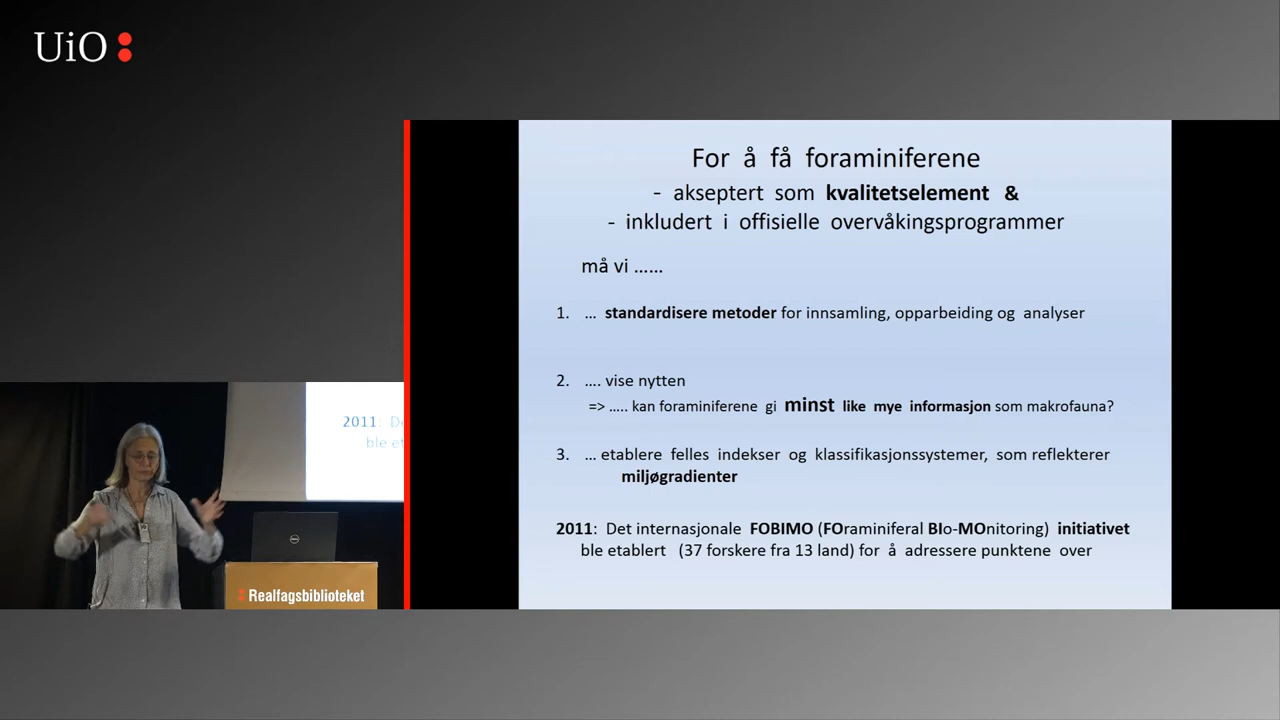 UiO
For å få foraminiferene
- akseptert som kvalitetselement &
- inkludert i offisielle overvåkingsprogrammer
må vi ......
1. ... standardisere metoder for innsamling, opparbeiding og analyser
2. .... vise nytten
=> ..... kan foraminiferene gi minst like mye informasjon som makrofauna?
3. ... etablere felles indekser og klassifikasjonssystemer, som reflekterer
miljøgradienter
2011: Det internasjonale FOBIMO (FOraminiferal BIo-MOnitoring) initiativet
ble etablert (37 forskere fra 13 land) for å adressere punktene over
2011: De
ble et
DELL
Realfagsbiblioteket